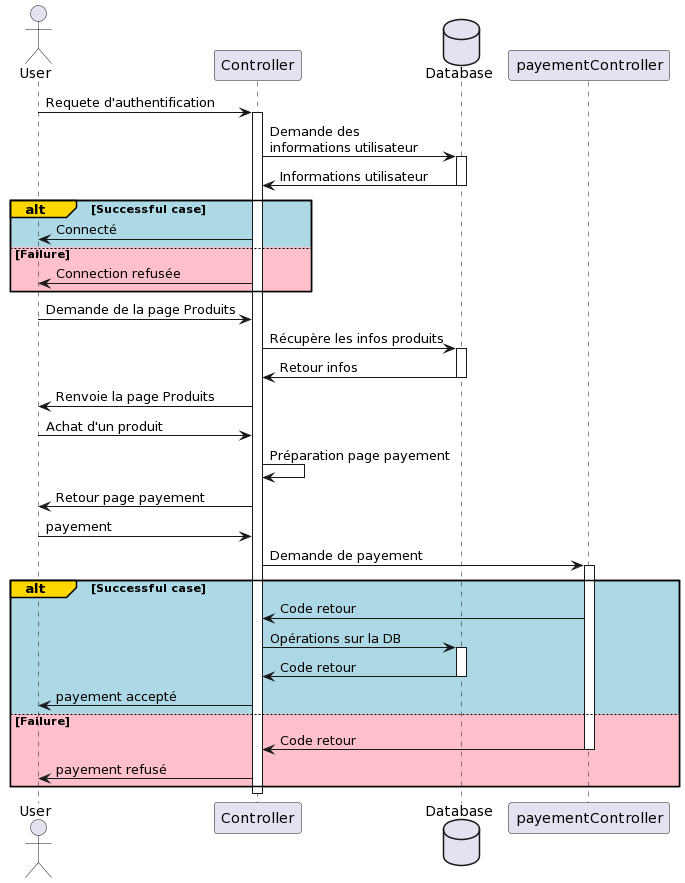 User
Controller
Database
payementController
Requete d'authentification
Demande des
informations utilisateur
Informations utilisateur
alt [Successful case]
Connecté
[Failure]
Connection refusée
Demande de la page Produits
Récupère les infos produits
Retour infos
Renvoie la page Produits
Achat d'un produit
Préparation page payement
Retour page payement
payement
Demande de payement
alt [Successful case]
Code retour
Opérations sur la DB
Code retour
payement accepté
[Failure]
Code retour
payement refusé
User
Controller
Database
payementController